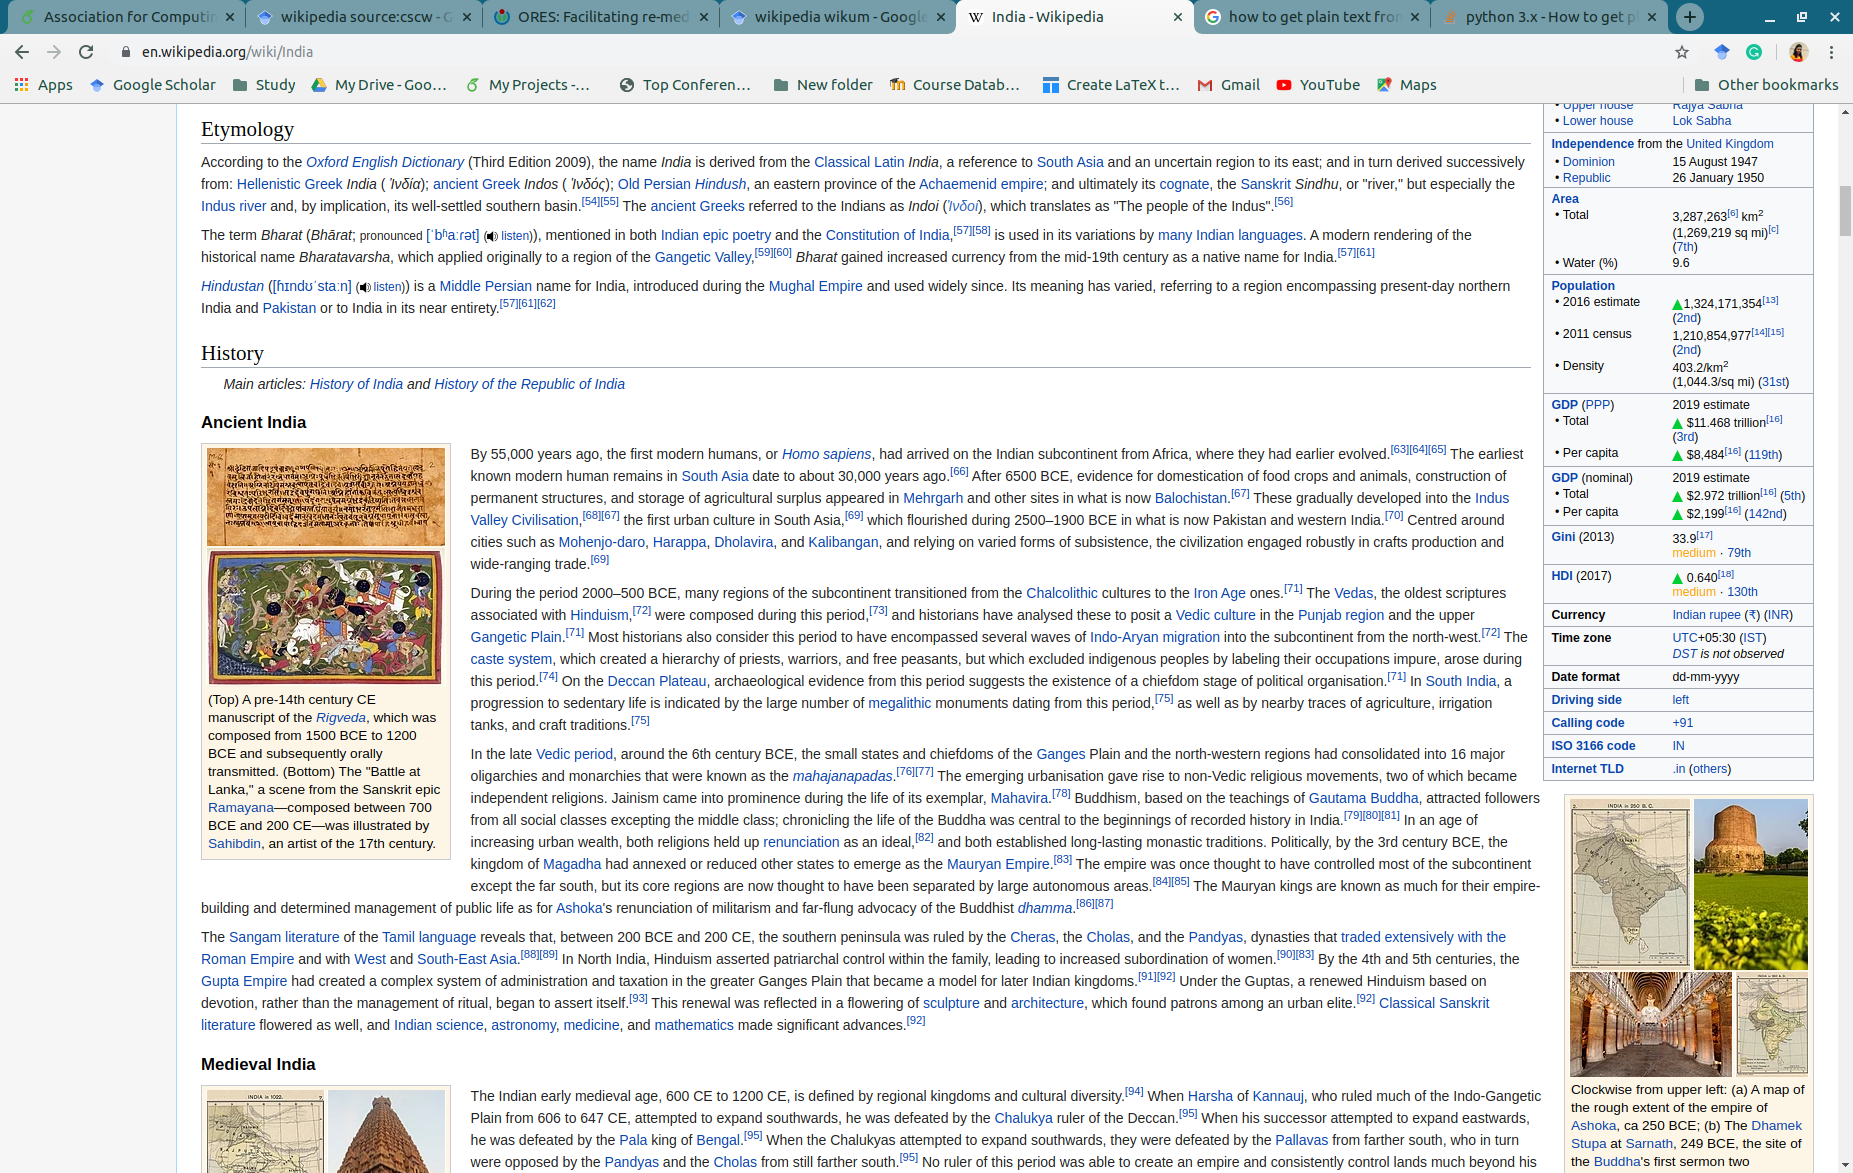 Association for Computin
wikipedia source:cscw - G
ORES: Facilitating re-med
wikipedia wikum - Google
India - Wikipedia
how to get plain text fron
python 3.x - How to get p
en.wikipedia.org/wiki/India
Apps
Google Scholar
Study
My Drive - Goo...
My Projects -...
Top Conferen...
New folder
Course Datab...
Create LaTeX t...
Gmail
YouTube
Maps
Other bookmarks
Etymology
According to the Oxford English Dictionary (Third Edition 2009), the name India is derived from the Classical Latin India, a reference to South Asia and an uncertain region to its east; and in turn derived successively
from: Hellenistic Greek India ( Ἰνδία); ancient Greek Indos ( Ἰνδός); Old Persian Hindush, an eastern province of the Achaemenid empire; and ultimately its cognate, the Sanskrit Sindhu, or "river," but especially the
Indus river and, by implication, its well-settled southern basin.[54][55] The ancient Greeks referred to the Indians as Indoi (Ἰνδοί), which translates as "The people of the Indus".[56]
The term Bharat (Bhārat; pronounced [ˈbʱaːɾət] (listen)), mentioned in both Indian epic poetry and the Constitution of India,[57][58] is used in its variations by many Indian languages. A modern rendering of the
historical name Bharatavarsha, which applied originally to a region of the Gangetic Valley,[59][60] Bharat gained increased currency from the mid-19th century as a native name for India.[57][61]
Hindustan ([ɦɪndʊˈstaːn] (listen)) is a Middle Persian name for India, introduced during the Mughal Empire and used widely since. Its meaning has varied, referring to a region encompassing present-day northern
India and Pakistan or to India in its near entirety.[57][61][62]
History
Main articles: History of India and History of the Republic of India
Ancient India
(Top) A pre-14th century CE
manuscript of the Rigveda, which was
composed from 1500 BCE to 1200
BCE and subsequently orally
transmitted. (Bottom) The "Battle at
Lanka," a scene from the Sanskrit epic
Ramayana—composed between 700
BCE and 200 CE—was illustrated by
Sahibdin, an artist of the 17th century.
By 55,000 years ago, the first modern humans, or Homo sapiens, had arrived on the Indian subcontinent from Africa, where they had earlier evolved.[63][64][65] The earliest
known modern human remains in South Asia date to about 30,000 years ago.[66] After 6500 BCE, evidence for domestication of food crops and animals, construction of
permanent structures, and storage of agricultural surplus appeared in Mehrgarh and other sites in what is now Balochistan.[67] These gradually developed into the Indus
Valley Civilisation,[68][67] the first urban culture in South Asia,[69] which flourished during 2500–1900 BCE in what is now Pakistan and western India.[70] Centred around
cities such as Mohenjo-daro, Harappa, Dholavira, and Kalibangan, and relying on varied forms of subsistence, the civilization engaged robustly in crafts production and
wide-ranging trade.[69]
During the period 2000–500 BCE, many regions of the subcontinent transitioned from the Chalcolithic cultures to the Iron Age ones.[71] The Vedas, the oldest scriptures
associated with Hinduism,[72] were composed during this period,[73] and historians have analysed these to posit a Vedic culture in the Punjab region and the upper
Gangetic Plain.[71] Most historians also consider this period to have encompassed several waves of Indo-Aryan migration into the subcontinent from the north-west.[72] The
caste system, which created a hierarchy of priests, warriors, and free peasants, but which excluded indigenous peoples by labeling their occupations impure, arose during
this period.[74] On the Deccan Plateau, archaeological evidence from this period suggests the existence of a chiefdom stage of political organisation.[71] In South India, a
progression to sedentary life is indicated by the large number of megalithic monuments dating from this period,[75] as well as by nearby traces of agriculture, irrigation
tanks, and craft traditions.[75]
In the late Vedic period, around the 6th century BCE, the small states and chiefdoms of the Ganges Plain and the north-western regions had consolidated into 16 major
oligarchies and monarchies that were known as the mahajanapadas.[76][77] The emerging urbanisation gave rise to non-Vedic religious movements, two of which became
independent religions. Jainism came into prominence during the life of its exemplar, Mahavira.[78] Buddhism, based on the teachings of Gautama Buddha, attracted followers
from all social classes excepting the middle class; chronicling the life of the Buddha was central to the beginnings of recorded history in India.[79][80][81] In an age of
increasing urban wealth, both religions held up renunciation as an ideal,[82] and both established long-lasting monastic traditions. Politically, by the 3rd century BCE, the
kingdom of Magadha had annexed or reduced other states to emerge as the Mauryan Empire.[83] The empire was once thought to have controlled most of the subcontinent
except the far south, but its core regions are now thought to have been separated by large autonomous areas.[84][85] The Mauryan kings are known as much for their empire-
building and determined management of public life as for Ashoka's renunciation of militarism and far-flung advocacy of the Buddhist dhamma.[86][87]
The Sangam literature of the Tamil language reveals that, between 200 BCE and 200 CE, the southern peninsula was ruled by the Cheras, the Cholas, and the Pandyas, dynasties that traded extensively with the
Roman Empire and with West and South-East Asia.[88][89] In North India, Hinduism asserted patriarchal control within the family, leading to increased subordination of women.[90][83] By the 4th and 5th centuries, the
Gupta Empire had created a complex system of administration and taxation in the greater Ganges Plain that became a model for later Indian kingdoms.[91][92] Under the Guptas, a renewed Hinduism based on
devotion, rather than the management of ritual, began to assert itself.[93] This renewal was reflected in a flowering of sculpture and architecture, which found patrons among an urban elite.[92] Classical Sanskrit
literature flowered as well, and Indian science, astronomy, medicine, and mathematics made significant advances.[92]
Medieval India
INDIA in 1022.
The Indian early medieval age, 600 CE to 1200 CE, is defined by regional kingdoms and cultural diversity.[94] When Harsha of Kannauj, who ruled much of the Indo-Gangetic
Plain from 606 to 647 CE, attempted to expand southwards, he was defeated by the Chalukya ruler of the Deccan.[95] When his successor attempted to expand eastwards,
he was defeated by the Pala king of Bengal.[95] When the Chalukyas attempted to expand southwards, they were defeated by the Pallavas from farther south, who in turn
were opposed by the Pandyas and the Cholas from still farther south.[95] No ruler of this period was able to create an empire and consistently control lands much beyond his
• Upper house Rajya Sabha
• Lower house Lok Sabha
Independence from the United Kingdom
• Dominion 15 August 1947
• Republic 26 January 1950
Area
• Total 3,287,263[6] km2
(1,269,219 sq mi)[c]
(7th)
• Water (%) 9.6
Population
• 2016 estimate ▲1,324,171,354[13]
(2nd)
• 2011 census 1,210,854,977[14][15]
(2nd)
• Density 403.2/km2
(1,044.3/sq mi) (31st)
GDP (PPP) 2019 estimate
• Total ▲ $11.468 trillion[16]
(3rd)
• Per capita ▲ $8,484[16] (119th)
GDP (nominal) 2019 estimate
• Total ▲ $2.972 trillion[16] (5th)
• Per capita ▲ $2,199[16] (142nd)
Gini (2013) 33.9[17]
medium · 79th
HDI (2017) ▲ 0.640[18]
medium · 130th
Currency Indian rupee (₹) (INR)
Time zone UTC+05:30 (IST)
DST is not observed
Date format dd-mm-yyyy
Driving side left
Calling code +91
ISO 3166 code IN
Internet TLD .in (others)
INDIA in 250 B. C.
Clockwise from upper left: (a) A map of
the rough extent of the empire of
Ashoka, ca 250 BCE; (b) The Dhamek
Stupa at Sarnath, 249 BCE, the site of
the Buddha's first sermon two